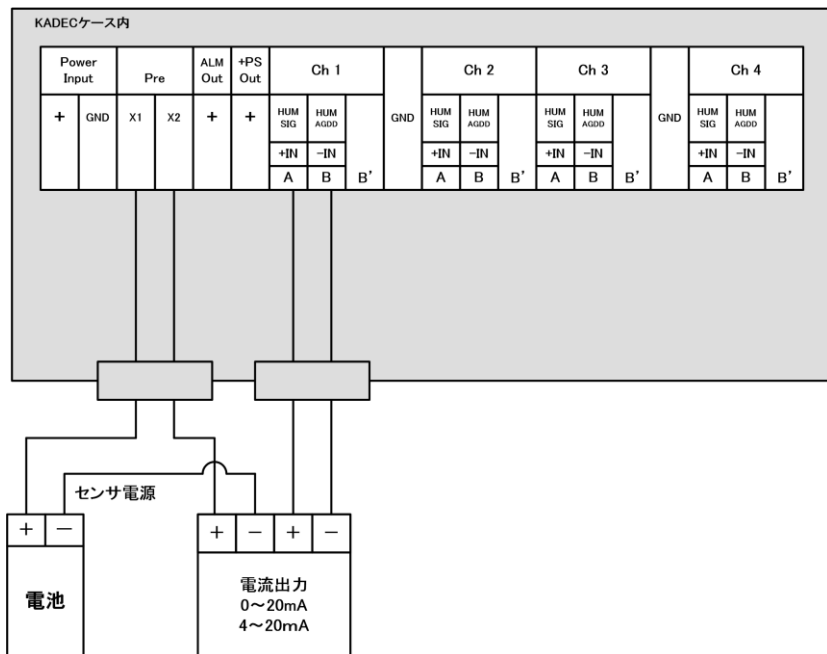 KADECケース内
Power Input Pre ALM Out +PS Out Ch 1 GND Ch 2 Ch 3 GND Ch 4
+ GND X1 X2 + + HUM SIG HUM AGDD HUM SIG HUM AGDD HUM SIG HUM AGDD HUM SIG HUM AGDD
+IN -IN +IN -IN +IN -IN +IN -IN
A B B' A B B' A B B' A B B'
センサ電源
+ − + − + −
電池
電流出力
0～20mA
4～20mA